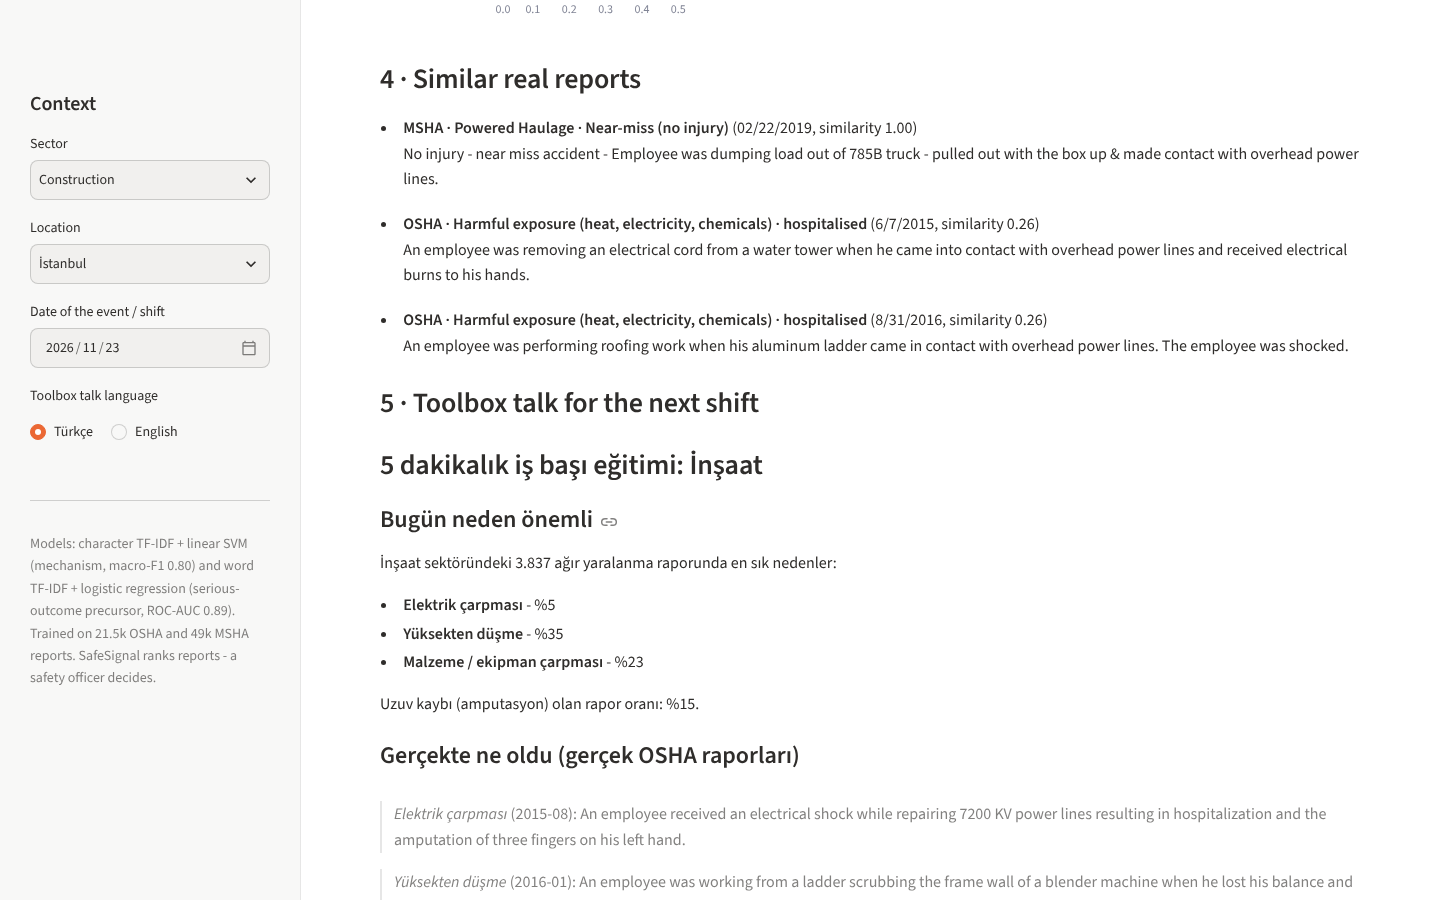 Context
Sector
Construction
Location
İstanbul
Date of the event / shift
2026 / 11 / 23
Toolbox talk language
Türkçe
English
Models: character TF-IDF + linear SVM
(mechanism, macro-F1 0.80) and word
TF-IDF + logistic regression (serious-
outcome precursor, ROC-AUC 0.89).
Trained on 21.5k OSHA and 49k MSHA
reports. SafeSignal ranks reports - a
safety officer decides.
0.0 0.1 0.2 0.3 0.4 0.5
4 · Similar real reports
• MSHA · Powered Haulage · Near-miss (no injury) (02/22/2019, similarity 1.00)
No injury - near miss accident - Employee was dumping load out of 785B truck - pulled out with the box up & made contact with overhead power
lines.
• OSHA · Harmful exposure (heat, electricity, chemicals) · hospitalised (6/7/2015, similarity 0.26)
An employee was removing an electrical cord from a water tower when he came into contact with overhead power lines and received electrical
burns to his hands.
• OSHA · Harmful exposure (heat, electricity, chemicals) · hospitalised (8/31/2016, similarity 0.26)
An employee was performing roofing work when his aluminum ladder came in contact with overhead power lines. The employee was shocked.
5 · Toolbox talk for the next shift
5 dakikalık iş başı eğitimi: İnşaat
Bugün neden önemli
İnşaat sektöründeki 3.837 ağır yaralanma raporunda en sık nedenler:
• Elektrik çarpması - %5
• Yüksekten düşme - %35
• Malzeme / ekipman çarpması - %23
Uzuv kaybı (amputasyon) olan rapor oranı: %15.
Gerçekte ne oldu (gerçek OSHA raporları)
Elektrik çarpması (2015-08): An employee received an electrical shock while repairing 7200 KV power lines resulting in hospitalization and the
amputation of three fingers on his left hand.
Yüksekten düşme (2016-01): An employee was working from a ladder scrubbing the frame wall of a blender machine when he lost his balance and